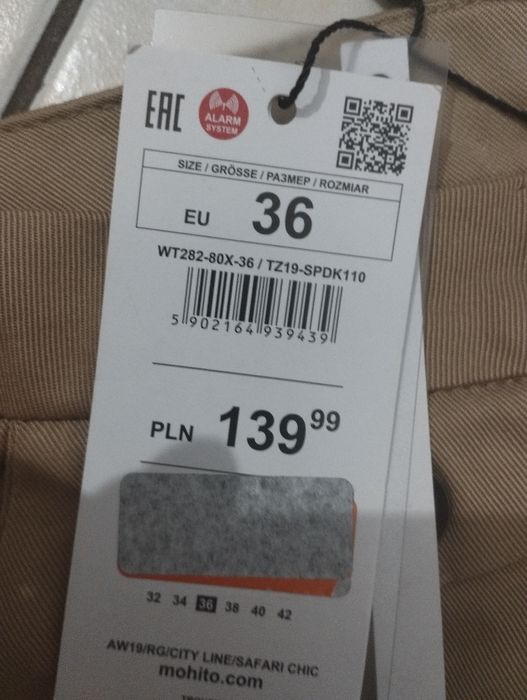 EAC
ALARM
SYSTEM
SIZE / GRÖSSE / РАЗМЕР / ROZMIAR
EU 36
WT282-80X-36 / TZ19-SPDK110
5 902164 939439
PLN 139 99
32 34 36 38 40 42
AW19/RG/CITY LINE/SAFARI CHIC
mohito.com